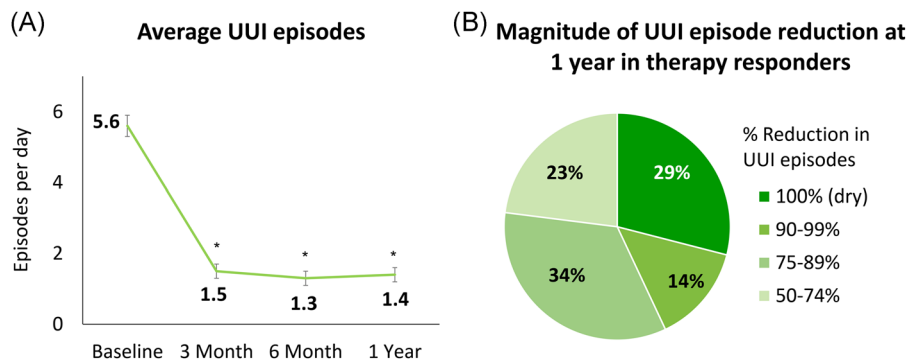 (A)
Average UUI episodes
Episodes per day
6
4
2
0
5.6
*
*
*
1.5
1.3
1.4
Baseline 3 Month 6 Month 1 Year
(B)
Magnitude of UUI episode reduction at
1 year in therapy responders
23%
29%
34%
14%
% Reduction in
UUI episodes
100% (dry)
90-99%
75-89%
50-74%